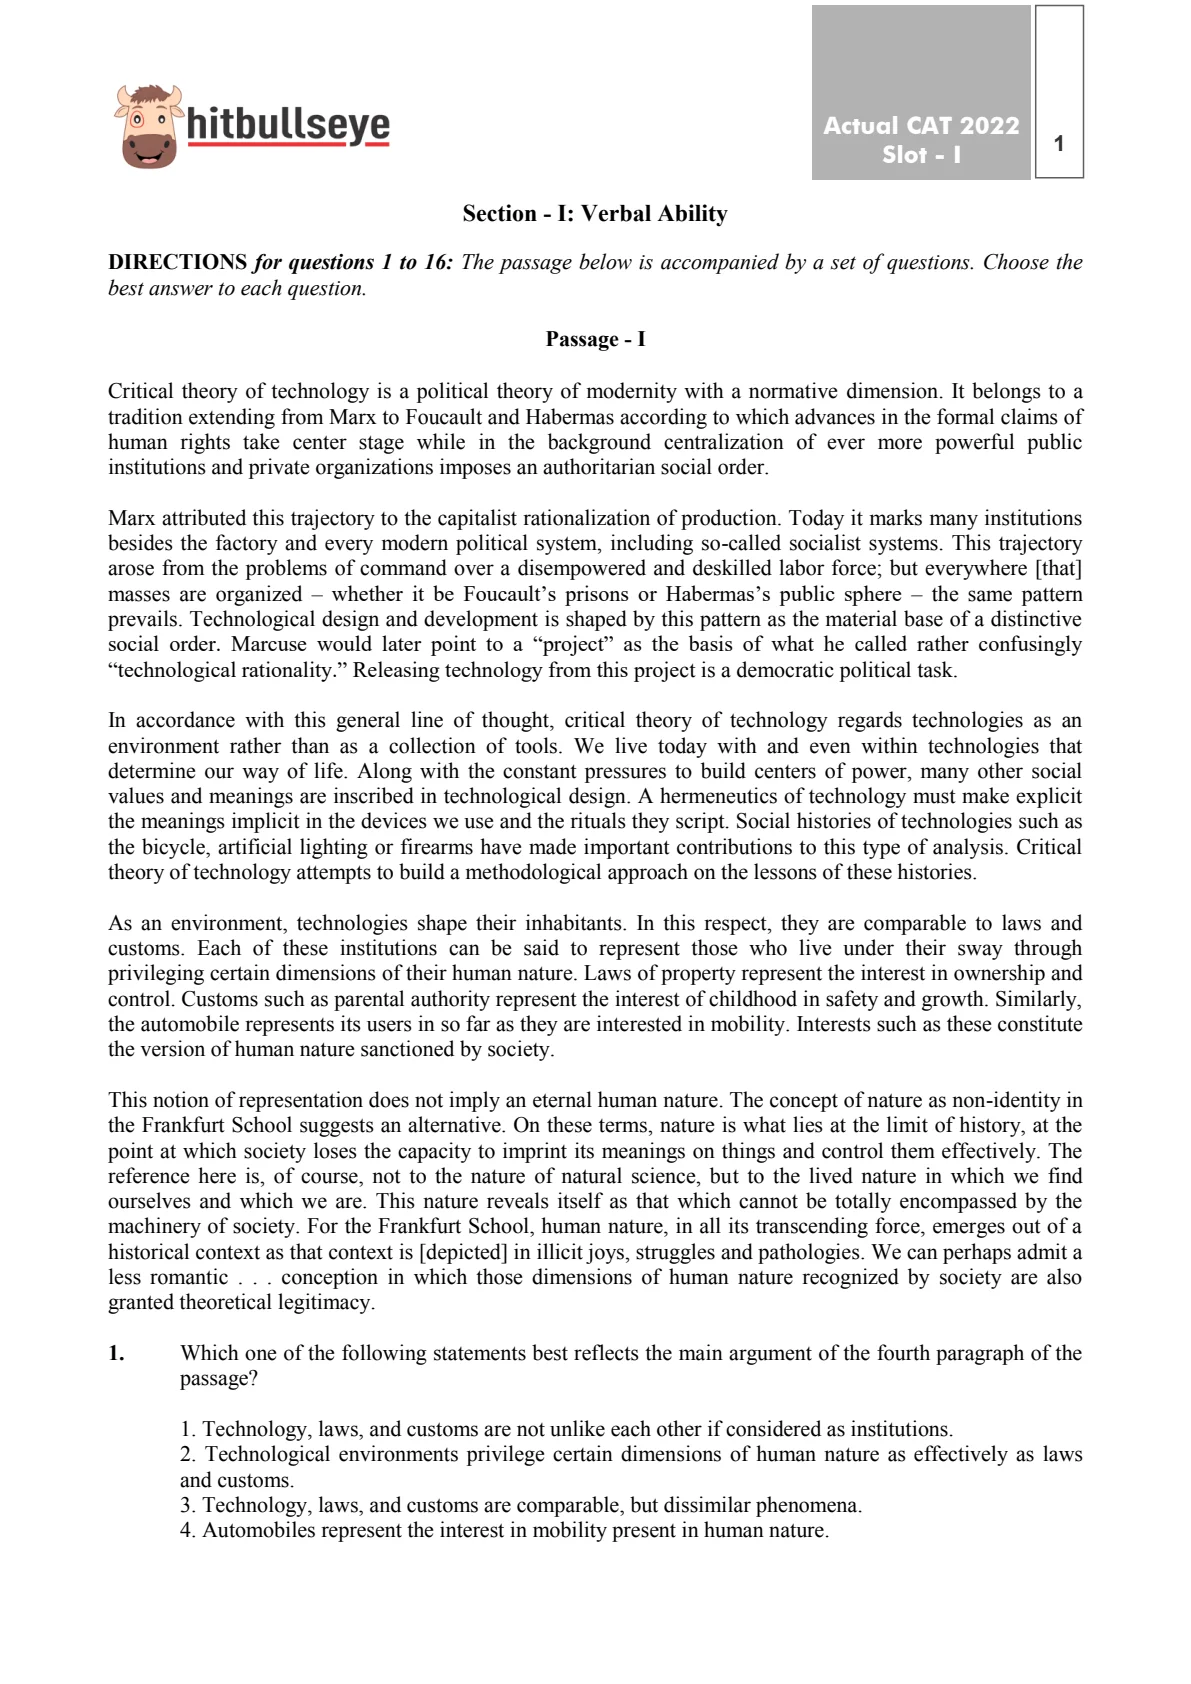 hitbullseye
Actual CAT 2022
Slot - I
1
Section - I: Verbal Ability
DIRECTIONS for questions 1 to 16: The passage below is accompanied by a set of questions. Choose the
best answer to each question.
Passage - I
Critical theory of technology is a political theory of modernity with a normative dimension. It belongs to a
tradition extending from Marx to Foucault and Habermas according to which advances in the formal claims of
human rights take center stage while in the background centralization of ever more powerful public
institutions and private organizations imposes an authoritarian social order.
Marx attributed this trajectory to the capitalist rationalization of production. Today it marks many institutions
besides the factory and every modern political system, including so-called socialist systems. This trajectory
arose from the problems of command over a disempowered and deskilled labor force; but everywhere [that]
masses are organized – whether it be Foucault’s prisons or Habermas’s public sphere – the same pattern
prevails. Technological design and development is shaped by this pattern as the material base of a distinctive
social order. Marcuse would later point to a “project” as the basis of what he called rather confusingly
“technological rationality.” Releasing technology from this project is a democratic political task.
In accordance with this general line of thought, critical theory of technology regards technologies as an
environment rather than as a collection of tools. We live today with and even within technologies that
determine our way of life. Along with the constant pressures to build centers of power, many other social
values and meanings are inscribed in technological design. A hermeneutics of technology must make explicit
the meanings implicit in the devices we use and the rituals they script. Social histories of technologies such as
the bicycle, artificial lighting or firearms have made important contributions to this type of analysis. Critical
theory of technology attempts to build a methodological approach on the lessons of these histories.
As an environment, technologies shape their inhabitants. In this respect, they are comparable to laws and
customs. Each of these institutions can be said to represent those who live under their sway through
privileging certain dimensions of their human nature. Laws of property represent the interest in ownership and
control. Customs such as parental authority represent the interest of childhood in safety and growth. Similarly,
the automobile represents its users in so far as they are interested in mobility. Interests such as these constitute
the version of human nature sanctioned by society.
This notion of representation does not imply an eternal human nature. The concept of nature as non-identity in
the Frankfurt School suggests an alternative. On these terms, nature is what lies at the limit of history, at the
point at which society loses the capacity to imprint its meanings on things and control them effectively. The
reference here is, of course, not to the nature of natural science, but to the lived nature in which we find
ourselves and which we are. This nature reveals itself as that which cannot be totally encompassed by the
machinery of society. For the Frankfurt School, human nature, in all its transcending force, emerges out of a
historical context as that context is [depicted] in illicit joys, struggles and pathologies. We can perhaps admit a
less romantic . . . conception in which those dimensions of human nature recognized by society are also
granted theoretical legitimacy.
1. Which one of the following statements best reflects the main argument of the fourth paragraph of the
passage?
1. Technology, laws, and customs are not unlike each other if considered as institutions.
2. Technological environments privilege certain dimensions of human nature as effectively as laws
and customs.
3. Technology, laws, and customs are comparable, but dissimilar phenomena.
4. Automobiles represent the interest in mobility present in human nature.